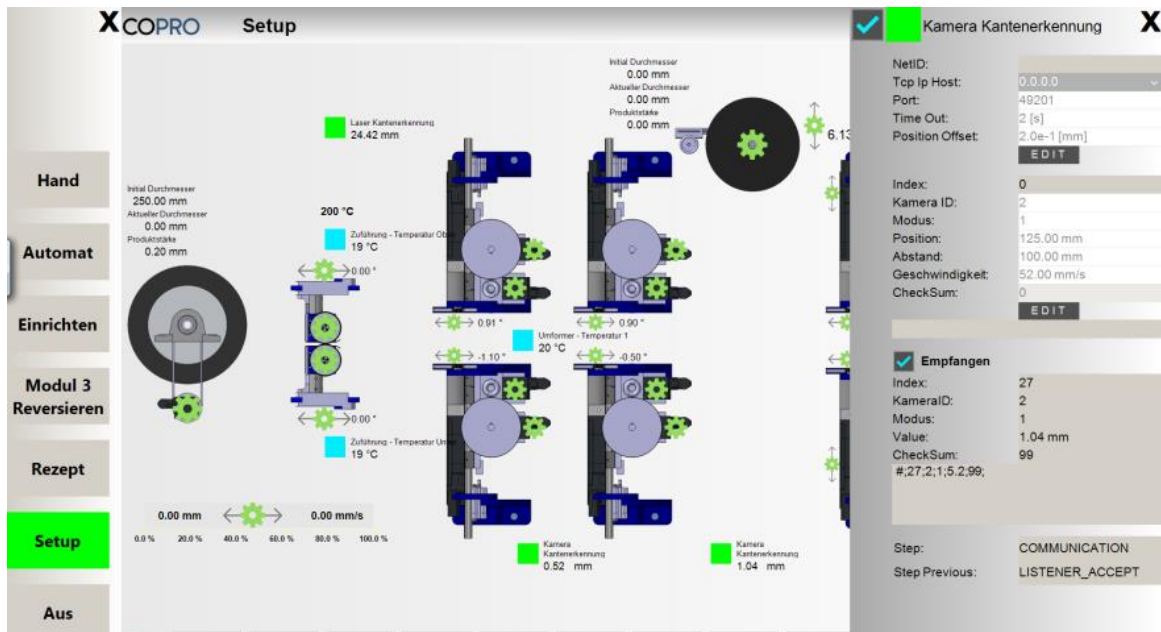 X
COPRO
Setup
Hand
Automat
Einrichten
Modul 3
Reversieren
Rezept
Setup
Aus
Initial Durchmesser
250.00 mm
Aktueller Durchmesser
0.00 mm
Produktstärke
0.20 mm
0.00 mm
0.00 mm/s
0.0 %
20.0 %
40.0 %
60.0 %
80.0 %
100.0 %
Laser Kantenerkennung
24.42 mm
200 °C
Zuführung - Temperatur
19 °C
0.00 °
0.00 °
Zuführung - Temperatur
19 °C
0.91 °
0.90 °
Umformer - Temperatur 1
20 °C
-1.10 °
-0.50 °
Kamera
Kantenerkennung
0.52 mm
Kamera
Kantenerkennung
1.04 mm
Initial Durchmesser
0.00 mm
Aktueller Durchmesser
0.00 mm
Produktstärke
0.00 mm
6.13
Kamera Kantenerkennung
X
NetID:
Tcp Ip Host: 0.0.0.0
Port: 49201
Time Out: 2 [s]
Position Offset: 2.0e-1 [mm]
EDIT
Index: 0
Kamera ID: 2
Modus: 1
Position: 125.00 mm
Abstand: 100.00 mm
Geschwindigkeit: 52.00 mm/s
CheckSum: 0
EDIT
Empfangen
Index: 27
KameraID: 2
Modus: 1
Value: 1.04 mm
CheckSum: 99
#;27;2;1;5.2;99;
Step: COMMUNICATION
Step Previous: LISTENER_ACCEPT